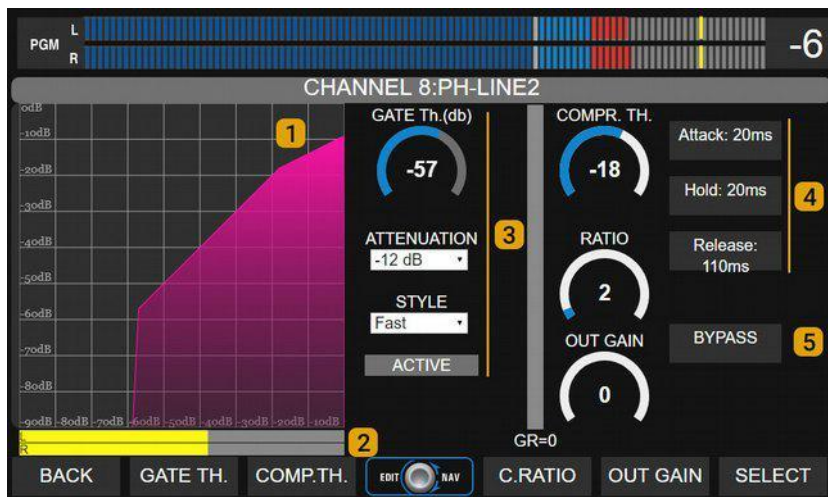 L
PGM
R
-6
CHANNEL 8:PH-LINE2
0dB
-10dB
-20dB
-30dB
-40dB
-50dB
-60dB
-70dB
-80dB
-90dB -80dB -70dB -60dB -50dB -40dB -30dB -20dB -10dB
1
GATE Th.(db)
-57
ATTENUATION
-12 dB
STYLE
Fast
ACTIVE
3
COMPR. TH.
-18
RATIO
2
OUT GAIN
0
GR=0
Attack: 20ms
Hold: 20ms
Release:
110ms
4
BYPASS
5
L
R
2
BACK GATE TH. COMP.TH. EDIT NAV C.RATIO OUT GAIN SELECT